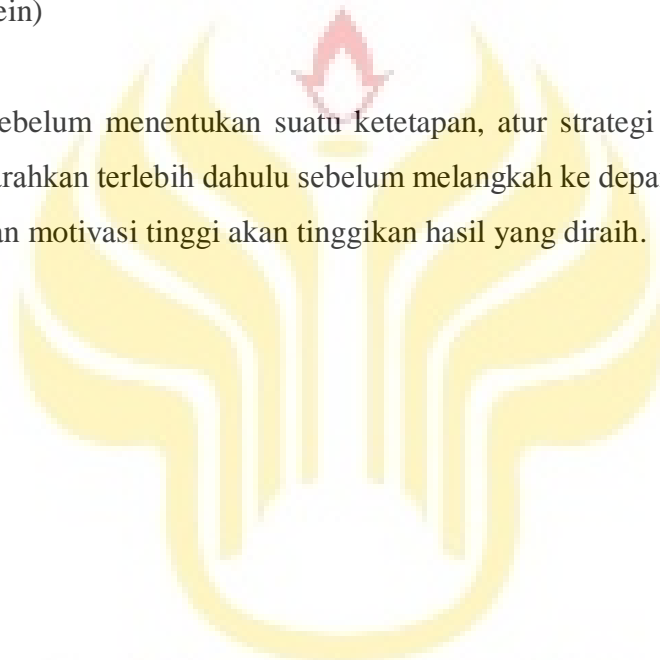 ein)
ebelum menentukan suatu ketetapan, atur strategi
arahkan terlebih dahulu sebelum melangkah ke depa
an motivasi tinggi akan tinggikan hasil yang diraih.